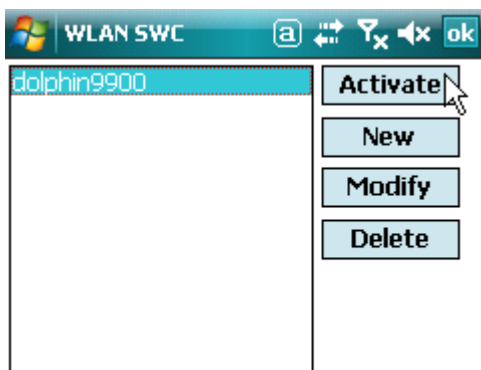 WLAN SWC a ok
dolphin9900 Activate
New
Modify
Delete